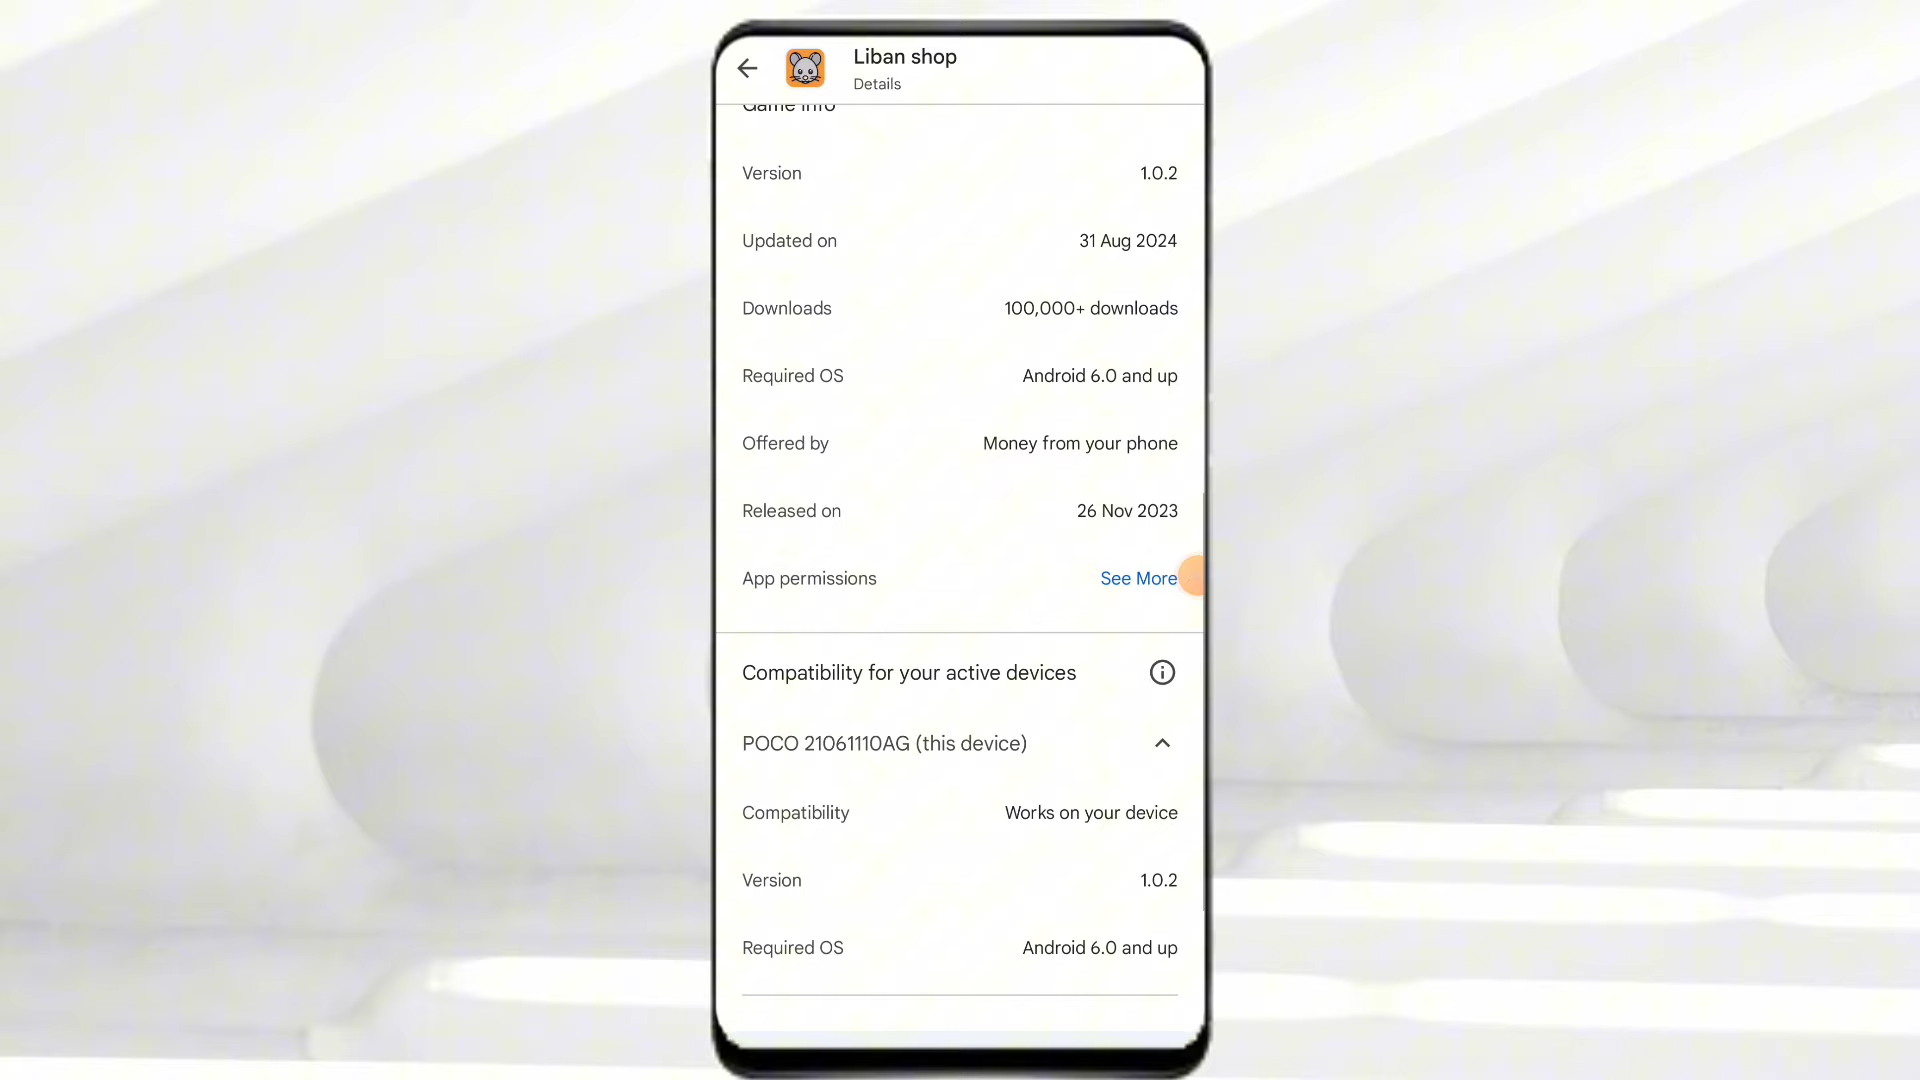 Liban shop
Details
Game info
Version 1.0.2
Updated on 31 Aug 2024
Downloads 100,000+ downloads
Required OS Android 6.0 and up
Offered by Money from your phone
Released on 26 Nov 2023
App permissions See More
Compatibility for your active devices
POCO 21061110AG (this device)
Compatibility Works on your device
Version 1.0.2
Required OS Android 6.0 and up